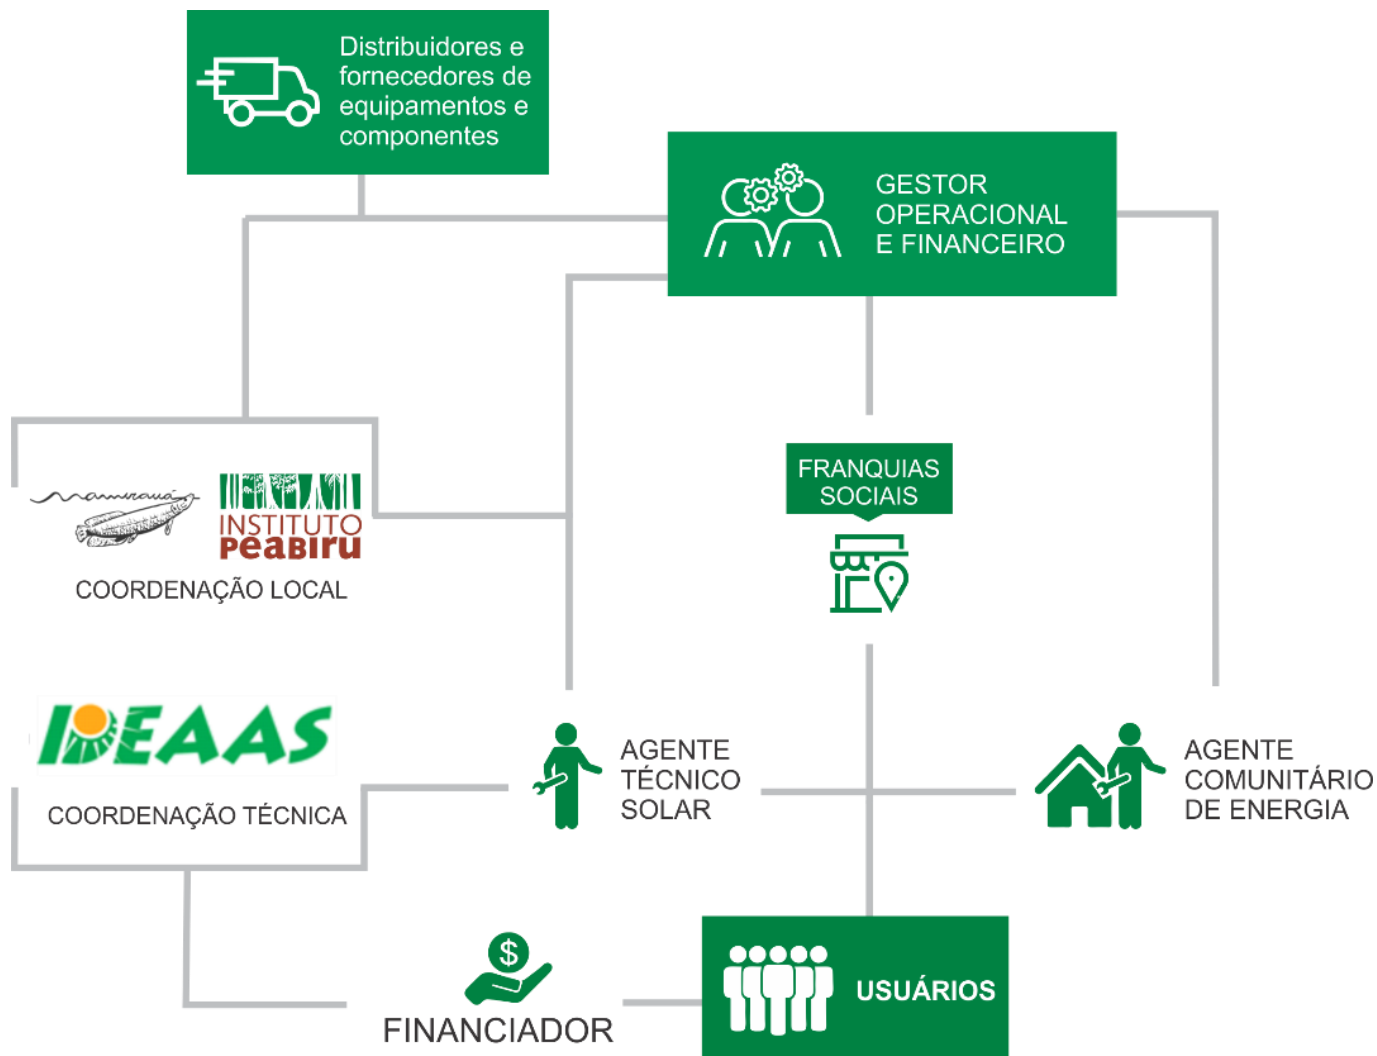 Distribuidores e
fornecedores de
equipamentos e
componentes
GESTOR
OPERACIONAL
E FINANCEIRO
FRANQUIAS
SOCIAIS
Mamirauá
INSTITUTO
PEABIRU
COORDENAÇÃO LOCAL
IDEAAS
COORDENAÇÃO TÉCNICA
AGENTE
TÉCNICO
SOLAR
AGENTE
COMUNITÁRIO
DE ENERGIA
$
FINANCIADOR
USUÁRIOS